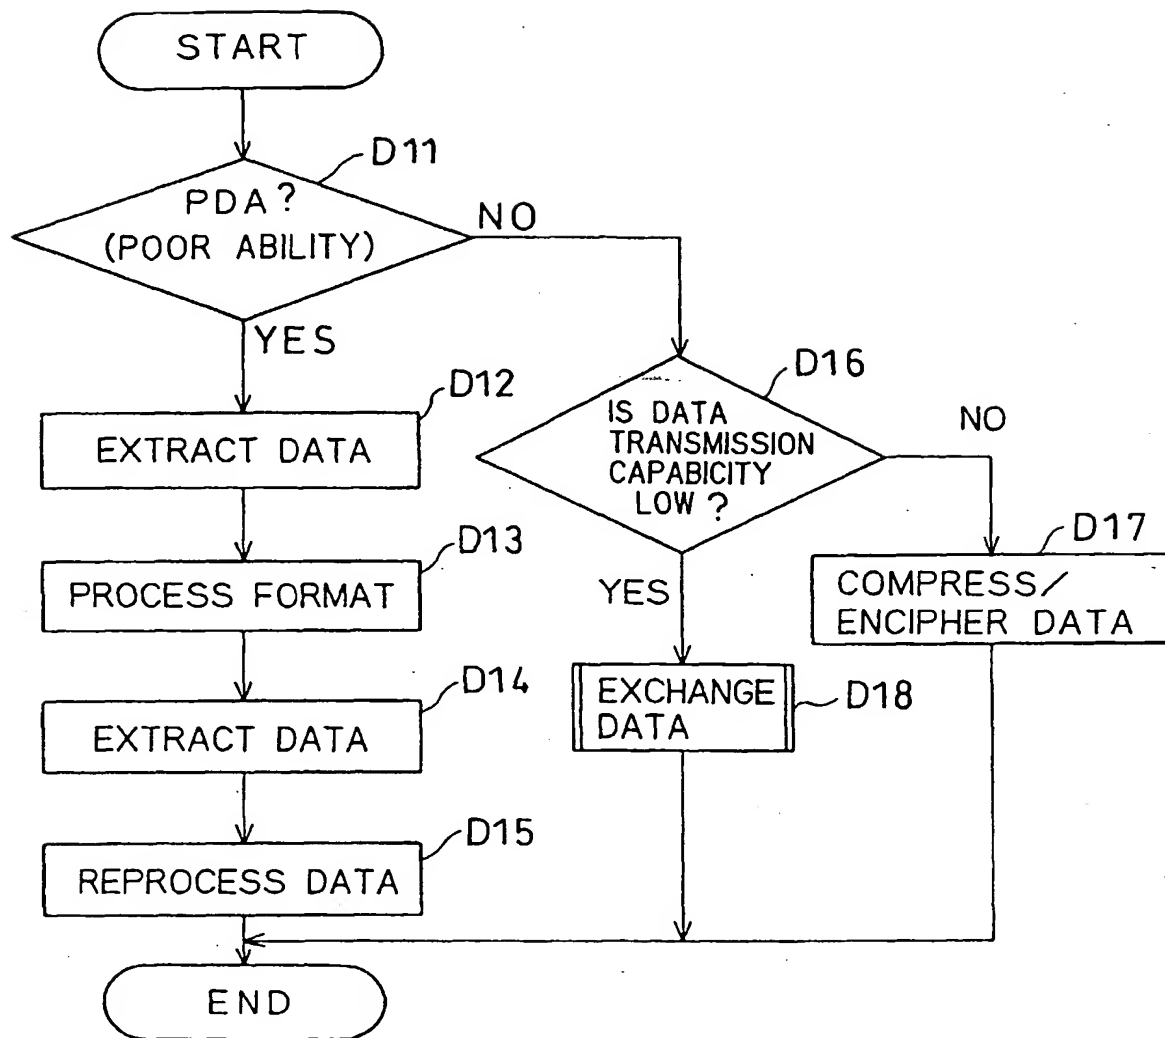 START
D11
PDA?
(POOR ABILITY)
NO
YES
D12
EXTRACT DATA
D13
PROCESS FORMAT
D14
EXTRACT DATA
D15
REPROCESS DATA
END
D16
IS DATA
TRANSMISSION
CAPABICITY
LOW ?
NO
YES
D17
COMPRESS/
ENCIPHER DATA
EXCHANGE
DATA
D18